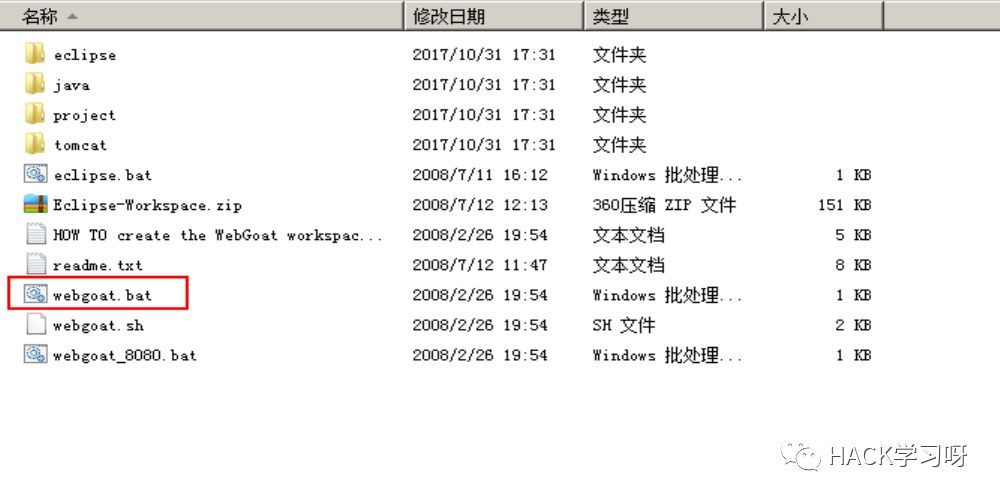 名称 修改日期 类型 大小
eclipse 2017/10/31 17:31 文件夹
java 2017/10/31 17:31 文件夹
project 2017/10/31 17:31 文件夹
tomcat 2017/10/31 17:31 文件夹
eclipse.bat 2008/7/11 16:12 Windows 批处理... 1 KB
Eclipse-Workspace.zip 2008/7/12 12:13 360压缩 ZIP 文件 151 KB
HOW TO create the WebGoat workspac... 2008/2/26 19:54 文本文档 5 KB
readme.txt 2008/7/12 11:47 文本文档 8 KB
webgoat.bat 2008/2/26 19:54 Windows 批处理... 1 KB
webgoat.sh 2008/2/26 19:54 SH 文件 2 KB
webgoat_8080.bat 2008/2/26 19:54 Windows 批处理... 1 KB
HACK学习呀